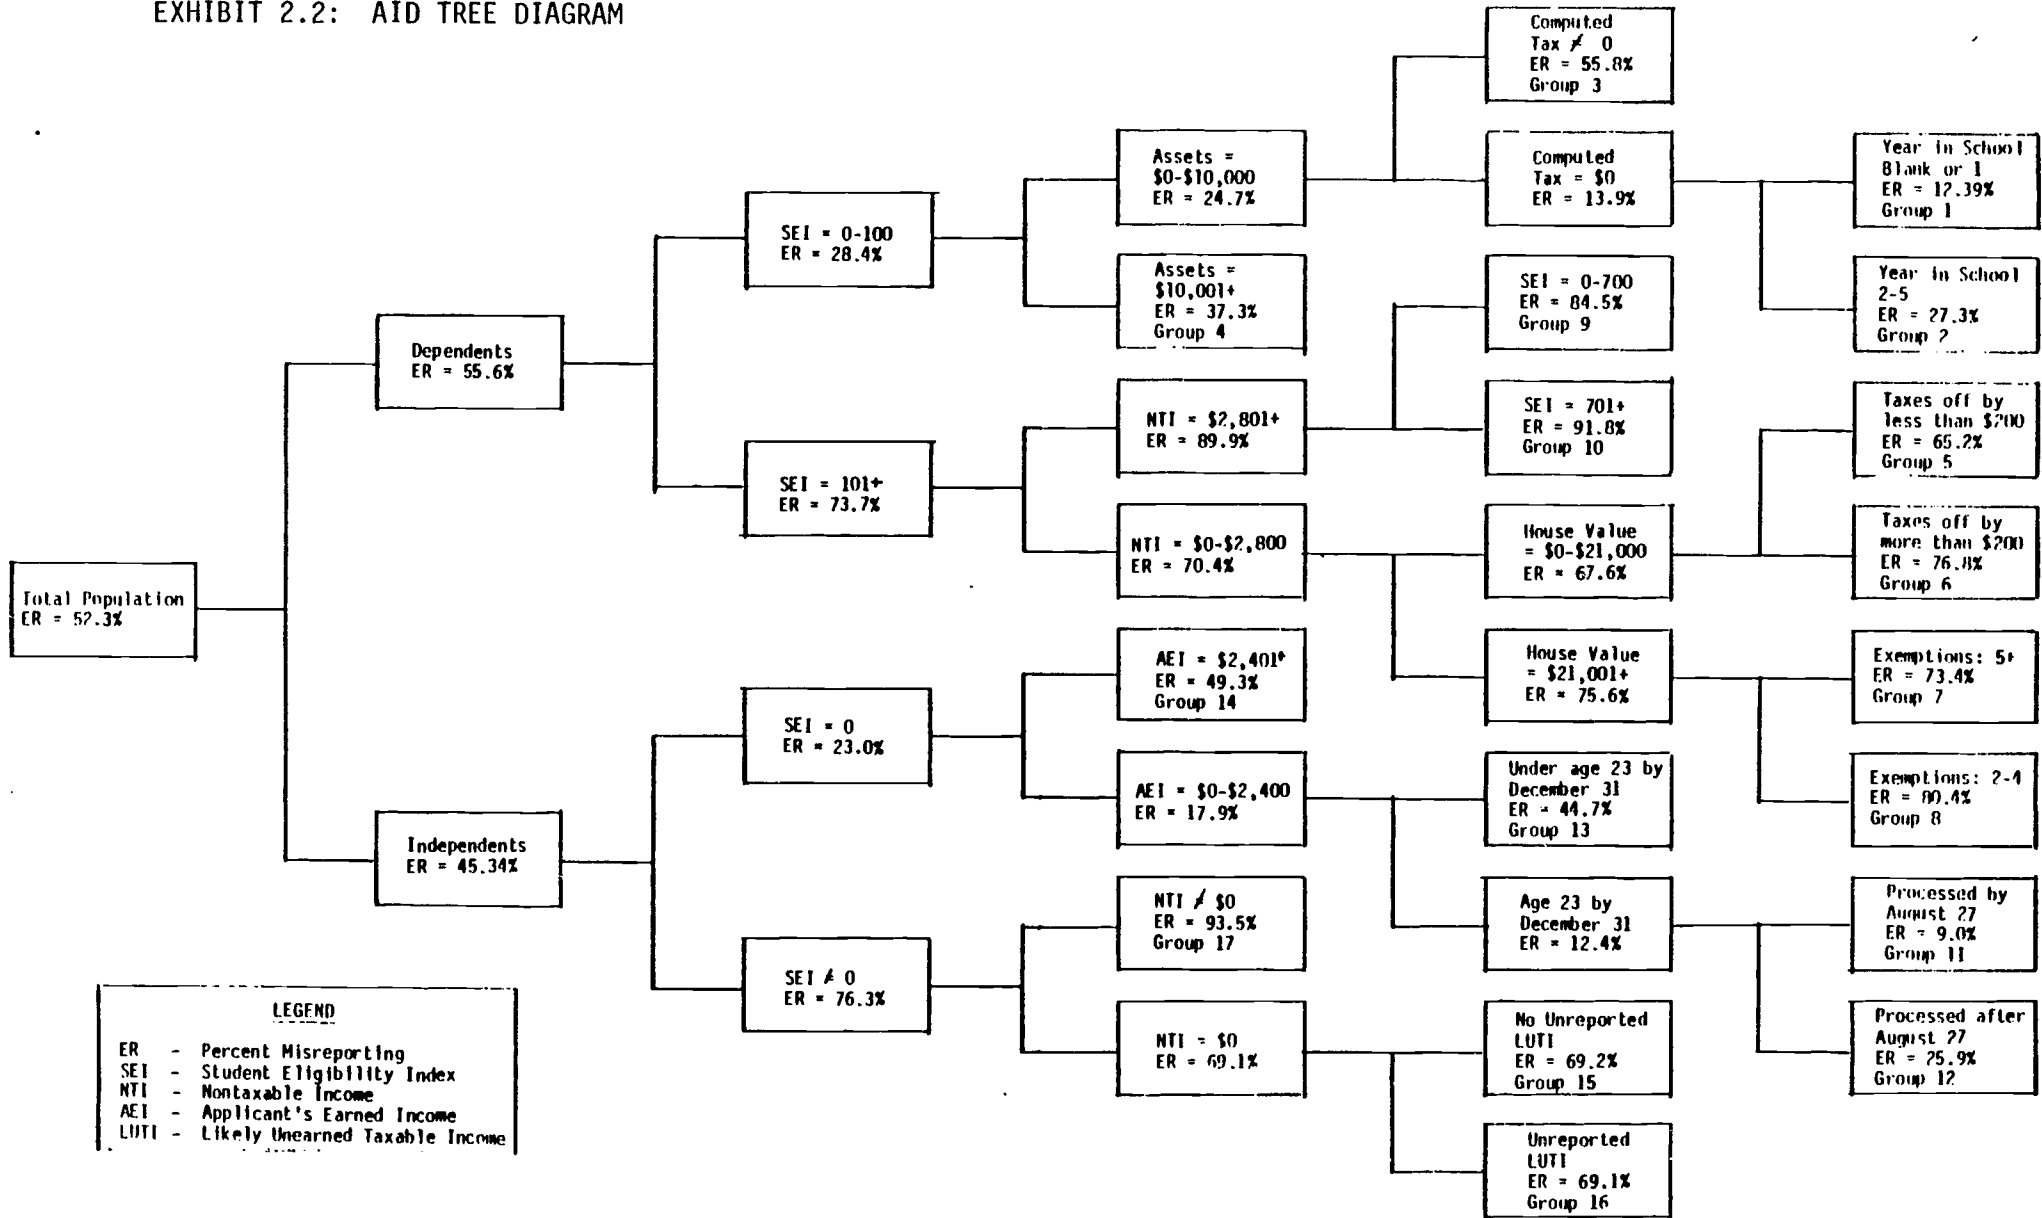 EXHIBIT 2.2: AID TREE DIAGRAM
Total Population
ER = 52.3%
Dependents
ER = 55.6%
Independents
ER = 45.34%
SEI = 0-100
ER = 28.4%
SEI = 101+
ER = 73.7%
SEI = 0
ER = 23.0%
SEI ≠ 0
ER = 76.3%
Assets =
$0-$10,000
ER = 24.7%
Assets =
$10,001+
ER = 37.3%
Group 4
NTI = $2,801+
ER = 89.9%
NTI = $0-$2,800
ER = 70.4%
AEI = $2,401+
ER = 49.3%
Group 14
AEI = $0-$2,400
ER = 17.9%
NTI ≠ $0
ER = 93.5%
Group 17
NTI = $0
ER = 69.1%
Computed
Tax ≠ 0
ER = 55.8%
Group 3
Computed
Tax = $0
ER = 13.9%
SEI = 0-700
ER = 84.5%
Group 9
SEI = 701+
ER = 91.8%
Group 10
House Value
= $0-$21,000
ER = 67.6%
House Value
= $21,001+
ER = 75.6%
Under age 23 by
December 31
ER = 44.7%
Group 13
Age 23 by
December 31
ER = 12.4%
No Unreported
LUTI
ER = 69.2%
Group 15
Unreported
LUTI
ER = 69.1%
Group 16
Year in School
Blank or 1
ER = 12.39%
Group 1
Year in School
2-5
ER = 27.3%
Group 2
Taxes off by
less than $200
ER = 65.2%
Group 5
Taxes off by
more than $200
ER = 76.8%
Group 6
Exemptions: 5+
ER = 73.4%
Group 7
Exemptions: 2-4
ER = 80.4%
Group 8
Processed by
August 27
ER = 9.0%
Group 11
Processed after
August 27
ER = 25.9%
Group 12
LEGEND
ER - Percent Misreporting
SEI - Student Eligibility Index
NTI - Nontaxable Income
AEI - Applicant's Earned Income
LUTI - Likely Unearned Taxable Income